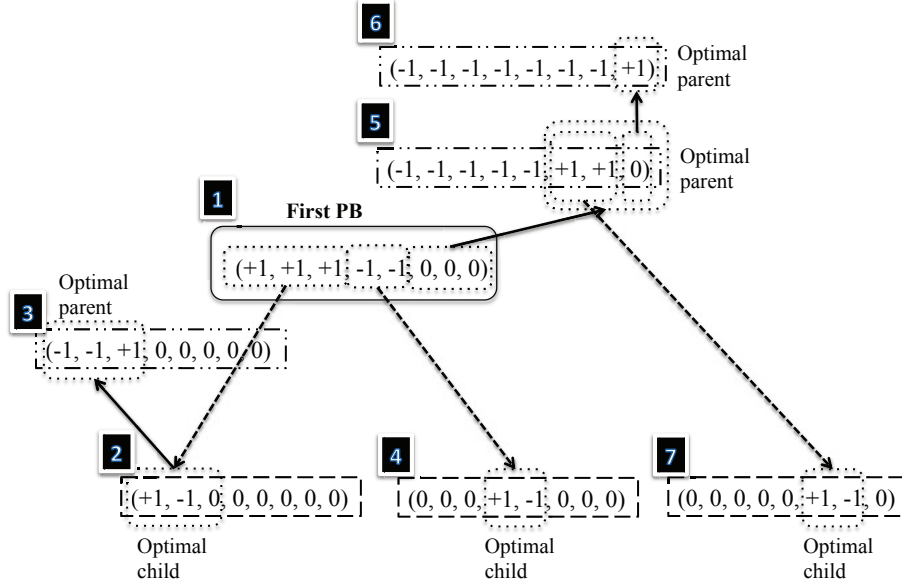 6
(-1, -1, -1, -1, -1, -1, -1, +1)
Optimal
parent
5
(-1, -1, -1, -1, -1, +1, +1, 0)
Optimal
parent
1
First PB
(+1, +1, +1, -1, -1, 0, 0, 0)
Optimal
parent
3
(-1, -1, +1, 0, 0, 0, 0, 0)
2
(+1, -1, 0, 0, 0, 0, 0, 0)
Optimal
child
4
(0, 0, 0, +1, -1, 0, 0, 0)
Optimal
child
7
(0, 0, 0, 0, 0, +1, -1, 0)
Optimal
child